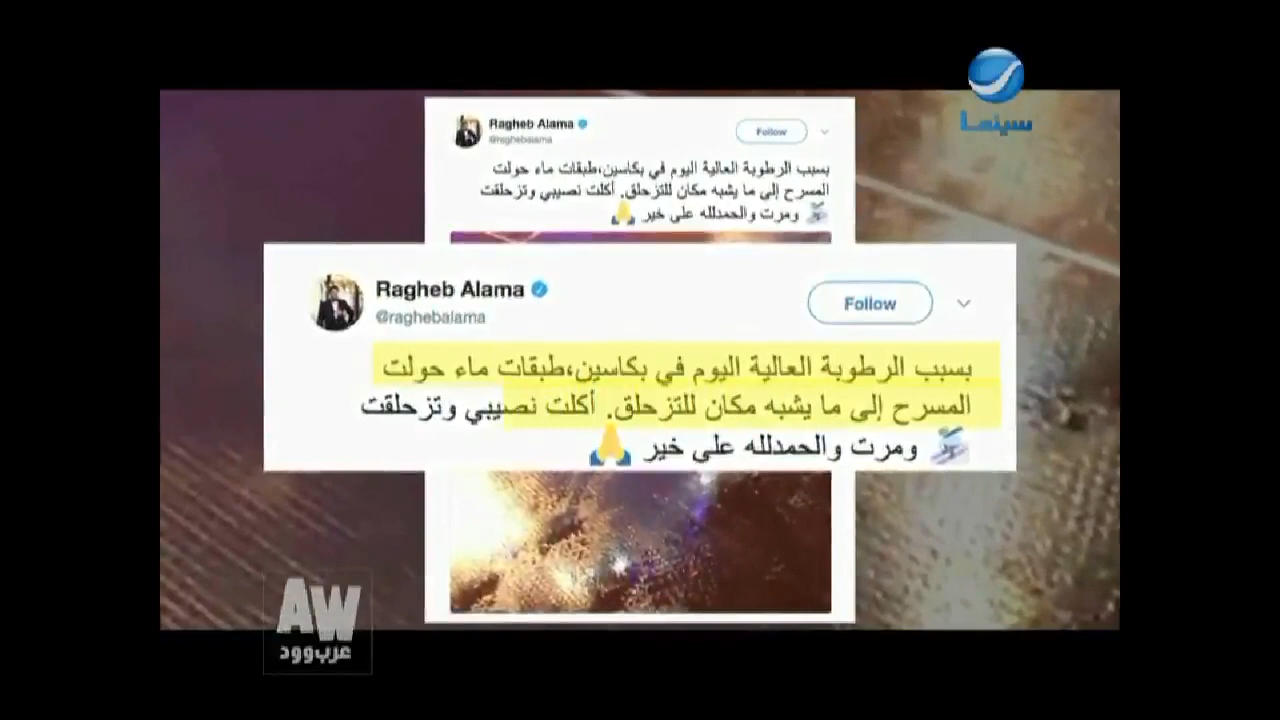 سينما
Ragheb Alama
@raghebalama
Follow
بسبب الرطوبة العالية اليوم في بكاسين،طبقات ماء حولت
المسرح إلى ما يشبه مكان للتزحلق. أكلت نصيبي وتزحلقت
ومرت والحمدلله على خير 🙏
Ragheb Alama
@raghebalama
Follow
بسبب الرطوبة العالية اليوم في بكاسين،طبقات ماء حولت
المسرح إلى ما يشبه مكان للتزحلق. أكلت نصيبي وتزحلقت
⛷ ومرت والحمدلله على خير 🙏
AW
عرب وود